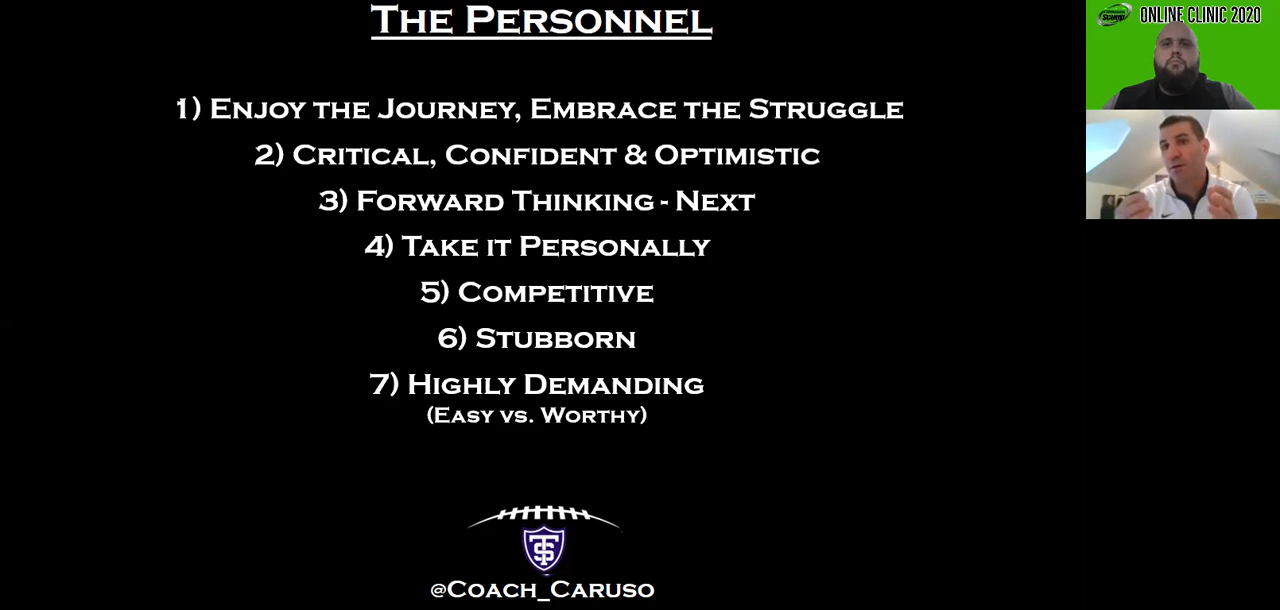 THE PERSONNEL
1) ENJOY THE JOURNEY, EMBRACE THE STRUGGLE
2) CRITICAL, CONFIDENT & OPTIMISTIC
3) FORWARD THINKING - NEXT
4) TAKE IT PERSONALLY
5) COMPETITIVE
6) STUBBORN
7) HIGHLY DEMANDING
(EASY VS. WORTHY)
@COACH_CARUSO
ONLINE CLINIC 2020